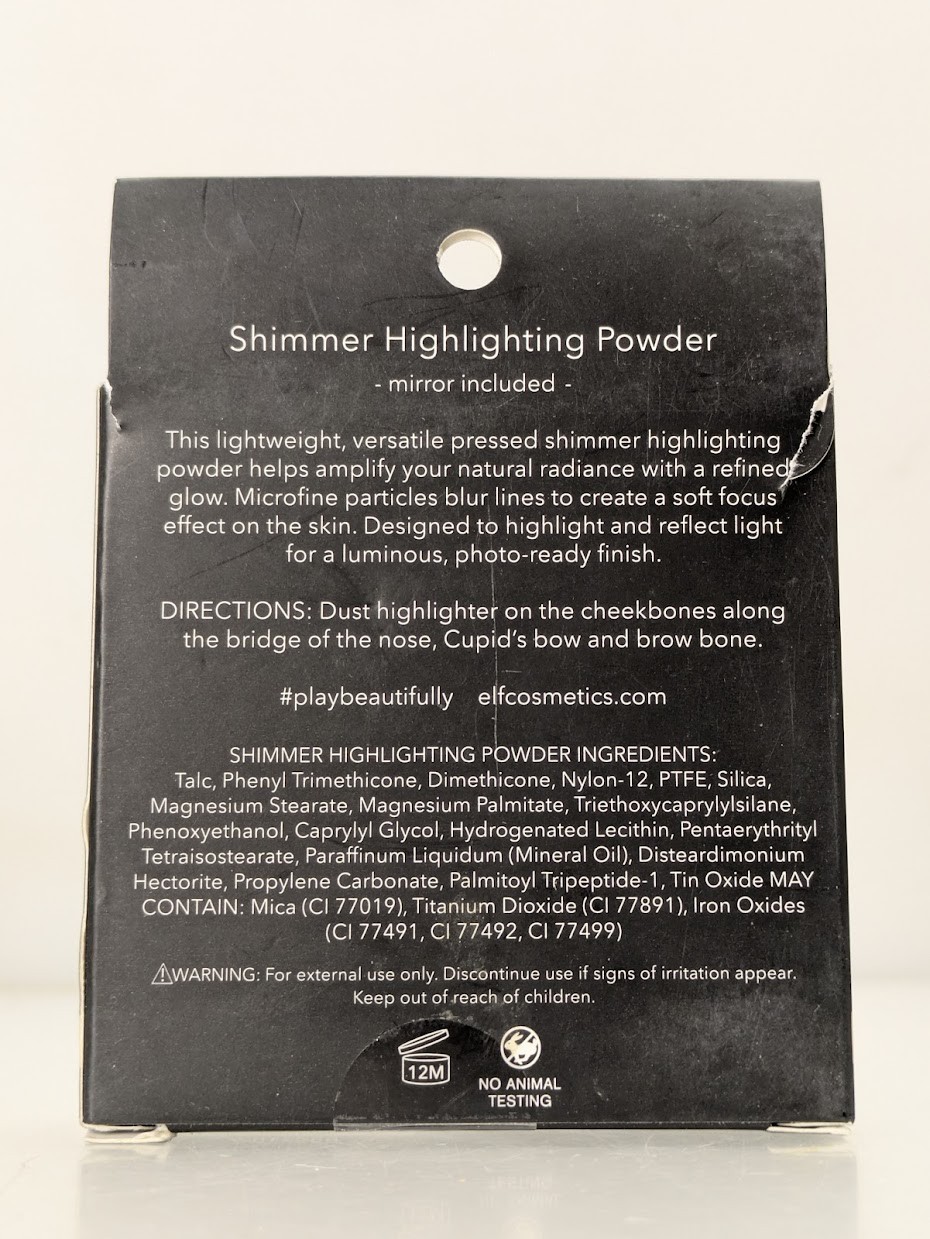 Shimmer Highlighting Powder
- mirror included -
This lightweight, versatile pressed shimmer highlighting
powder helps amplify your natural radiance with a refined
glow. Microfine particles blur lines to create a soft focus
effect on the skin. Designed to highlight and reflect light
for a luminous, photo-ready finish.
DIRECTIONS: Dust highlighter on the cheekbones along
the bridge of the nose, Cupid's bow and brow bone.
#playbeautifully elfcosmetics.com
SHIMMER HIGHLIGHTING POWDER INGREDIENTS:
Talc, Phenyl Trimethicone, Dimethicone, Nylon-12, PTFE, Silica,
Magnesium Stearate, Magnesium Palmitate, Triethoxycaprylylsilane,
Phenoxyethanol, Caprylyl Glycol, Hydrogenated Lecithin, Pentaerythrityl
Tetraisostearate, Paraffinum Liquidum (Mineral Oil), Disteardimonium
Hectorite, Propylene Carbonate, Palmitoyl Tripeptide-1, Tin Oxide MAY
CONTAIN: Mica (CI 77019), Titanium Dioxide (CI 77891), Iron Oxides
(CI 77491, CI 77492, CI 77499)
⚠WARNING: For external use only. Discontinue use if signs of irritation appear.
Keep out of reach of children.
12M
NO ANIMAL
TESTING